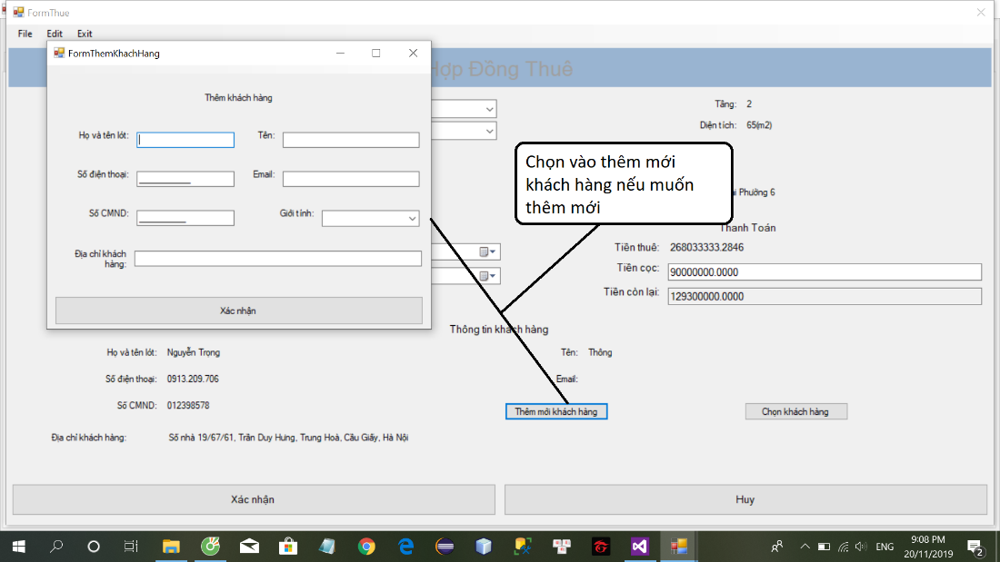 FormThue
File Edit Exit
FormThemKhachHang
Hợp Đồng Thuê
Thêm khách hàng
Họ và tên lót: Tên:
Số điện thoại: Email:
Số CMND: Giới tính:
Địa chỉ khách
hàng:
Xác nhận
Tầng: 2
Diện tích: 65(m2)
Chọn vào thêm mới
khách hàng nếu muốn
thêm mới
Phường 6
Thanh Toán
Tiền thuê: 268033333.2846
Tiền cọc: 90000000.0000
Tiền còn lại: 129300000.0000
Thông tin khách hàng
Họ và tên lót: Nguyễn Trọng Tên: Thông
Số điện thoại: 0913.209.706 Email:
Số CMND: 012398578
Thêm mới khách hàng Chọn khách hàng
Địa chỉ khách hàng: Số nhà 19/67/61, Trần Duy Hưng, Trung Hoà, Cầu Giấy, Hà Nội
Xác nhận Huy
ENG
9:08 PM
20/11/2019
2